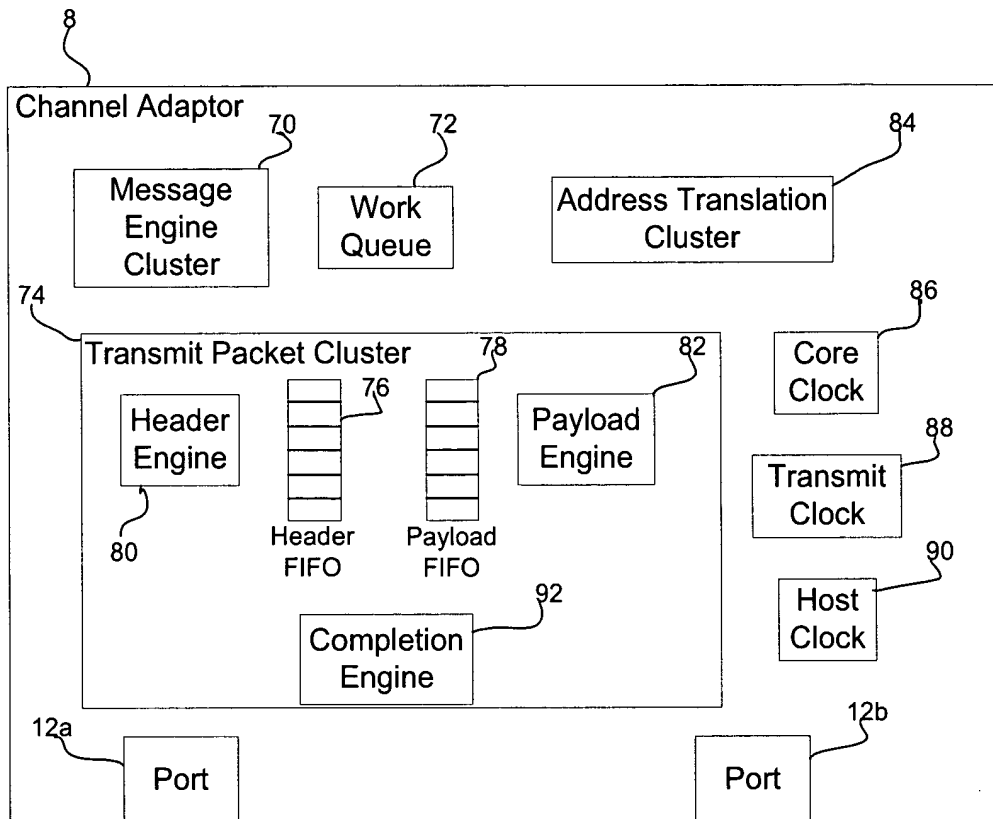 8
Channel Adaptor
70
72
84
Message
Engine
Cluster
Work
Queue
Address Translation
Cluster
74
86
Transmit Packet Cluster
78
82
Core
Clock
76
Header
Engine
Payload
Engine
88
Transmit
Clock
80
Header
FIFO
Payload
FIFO
90
Host
Clock
92
Completion
Engine
12a
12b
Port
Port